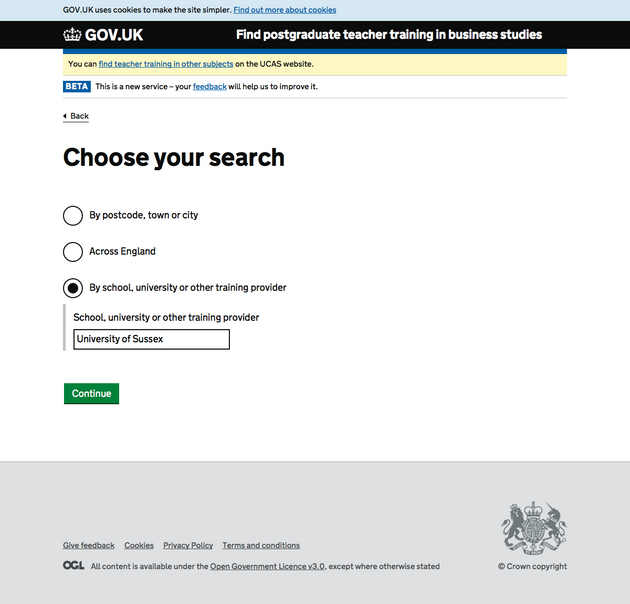 GOV.UK uses cookies to make the site simpler. Find out more about cookies
GOV.UK Find postgraduate teacher training in business studies
You can find teacher training in other subjects on the UCAS website.
BETA This is a new service – your feedback will help us to improve it.
Back
Choose your search
By postcode, town or city
Across England
By school, university or other training provider
School, university or other training provider
University of Sussex
Continue
Give feedback Cookies Privacy Policy Terms and conditions
OGL All content is available under the Open Government Licence v3.0, except where otherwise stated
© Crown copyright